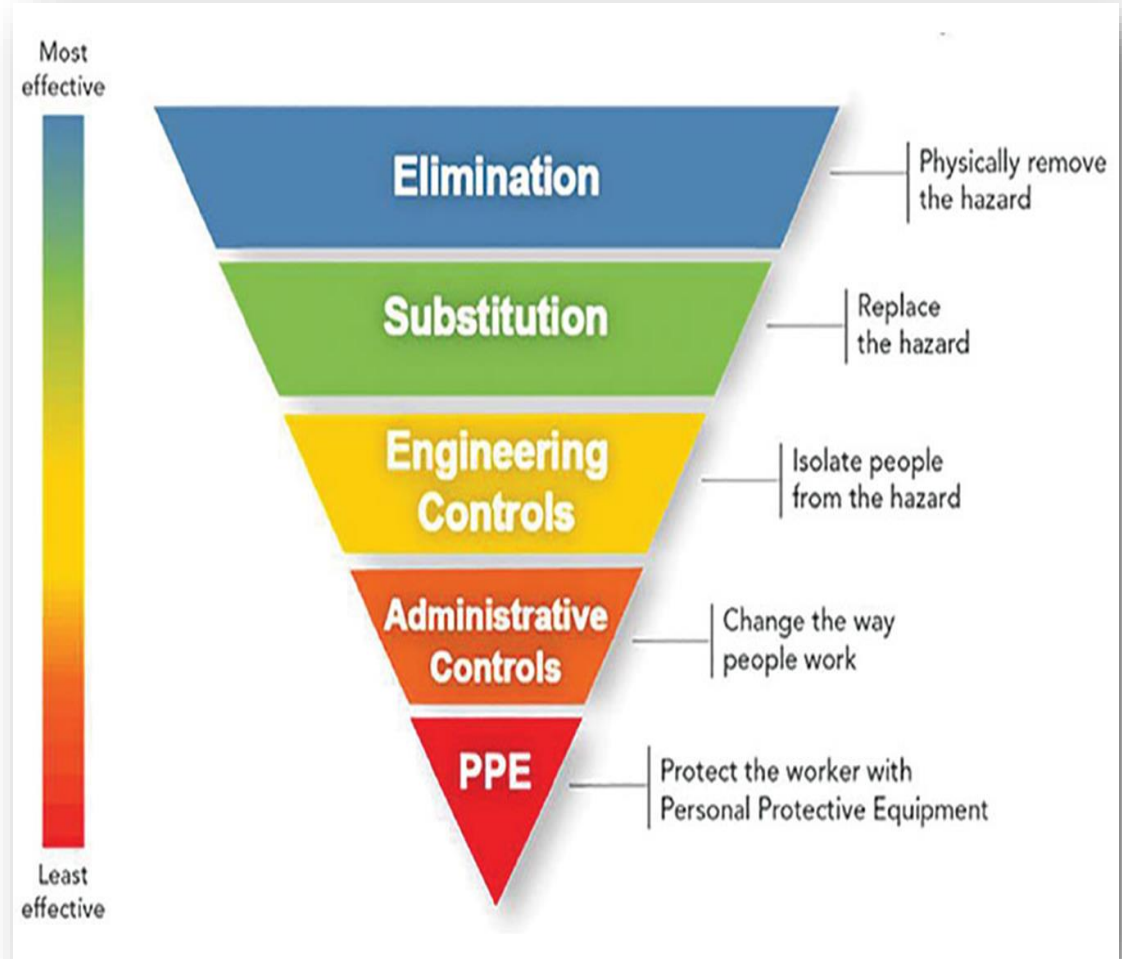 Most
effective
Elimination
Physically remove
the hazard
Substitution
Replace
the hazard
Engineering
Controls
Isolate people
from the hazard
Administrative
Controls
Change the way
people work
PPE
Protect the worker with
Personal Protective Equipment
Least
effective